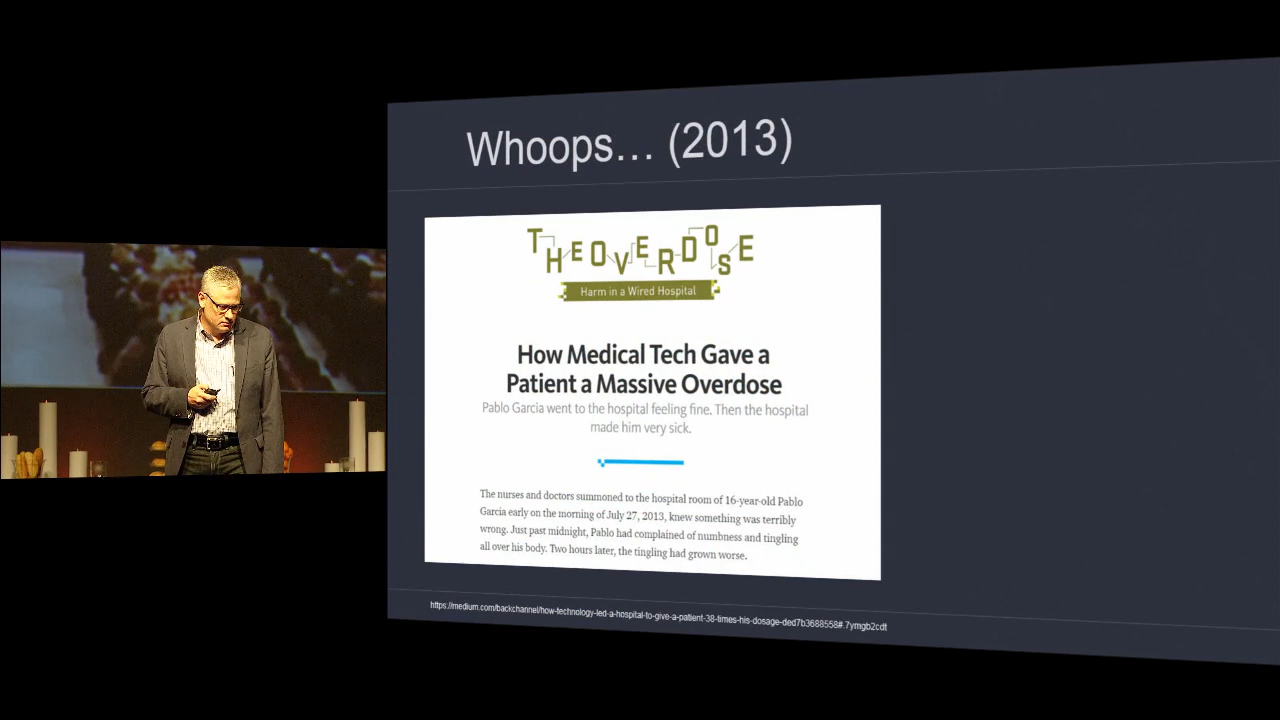 Whoops… (2013)
THEOVERDOSE
Harm in a Wired Hospital
How Medical Tech Gave a
Patient a Massive Overdose
Pablo Garcia went to the hospital feeling fine. Then the hospital
made him very sick.
The nurses and doctors summoned to the hospital room of 16-year-old Pablo
Garcia early on the morning of July 27, 2013, knew something was terribly
wrong. Just past midnight, Pablo had complained of numbness and tingling
all over his body. Two hours later, the tingling had grown worse.
https://medium.com/backchannel/how-technology-led-a-hospital-to-give-a-patient-38-times-his-dosage-ded7b3688558#.7ymgb2cdt